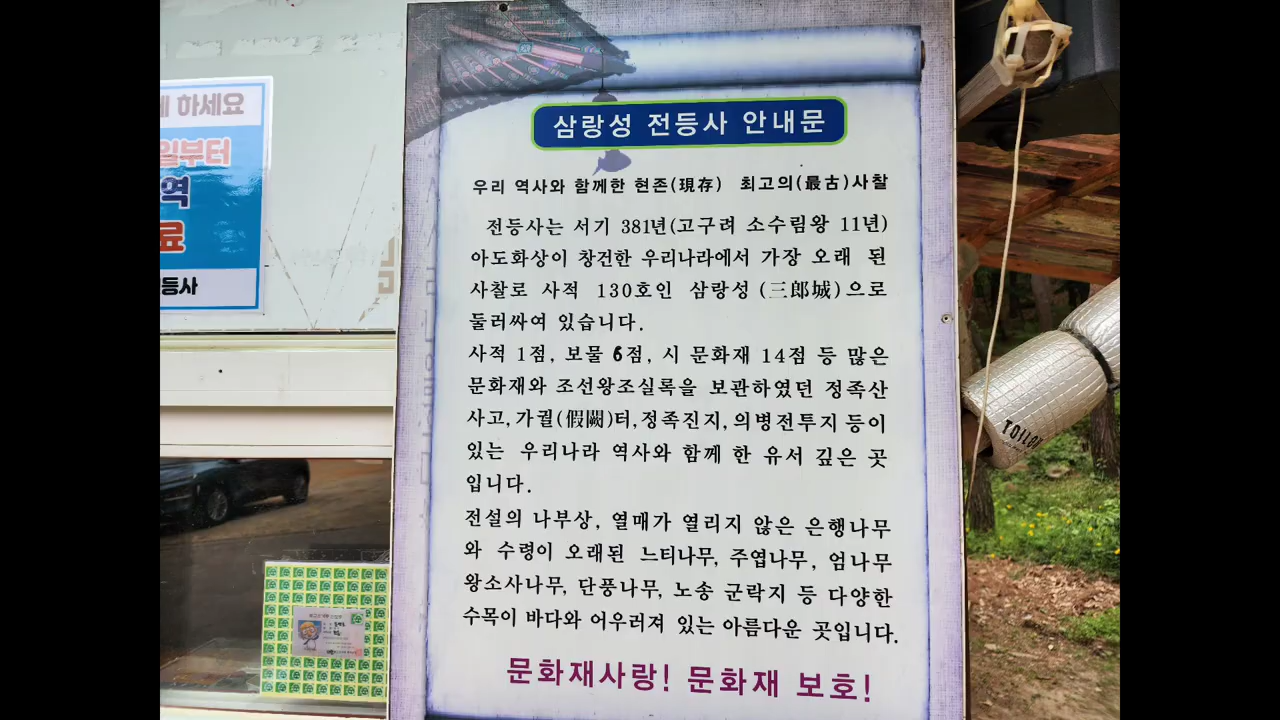 하세요
일부터
역
료
등사
삼랑성 전등사 안내문
우리 역사와 함께한 현존(現存) 최고의(最古)사찰
전등사는 서기 381년(고구려 소수림왕 11년)
아도화상이 창건한 우리나라에서 가장 오래 된
사찰로 사적 130호인 삼랑성(三郎城)으로
둘러싸여 있습니다.
사적 1점, 보물 6점, 시 문화재 14점 등 많은
문화재와 조선왕조실록을 보관하였던 정족산
사고,가궐(假闕)터,정족진지,의병전투지 등이
있는 우리나라 역사와 함께 한 유서 깊은 곳
입니다.
전설의 나부상, 열매가 열리지 않은 은행나무
와 수령이 오래된 느티나무, 주엽나무, 엄나무
왕소사나무, 단풍나무, 노송 군락지 등 다양한
수목이 바다와 어우러져 있는 아름다운 곳입니다.
문화재사랑! 문화재 보호!